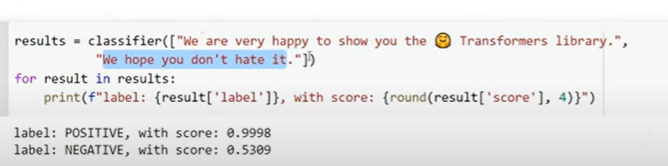 results = classifier(["We are very happy to show you the 🤗 Transformers library.",
"We hope you don't hate it."])
for result in results:
print(f"label: {result['label']}, with score: {round(result['score'], 4)}")
label: POSITIVE, with score: 0.9998
label: NEGATIVE, with score: 0.5309